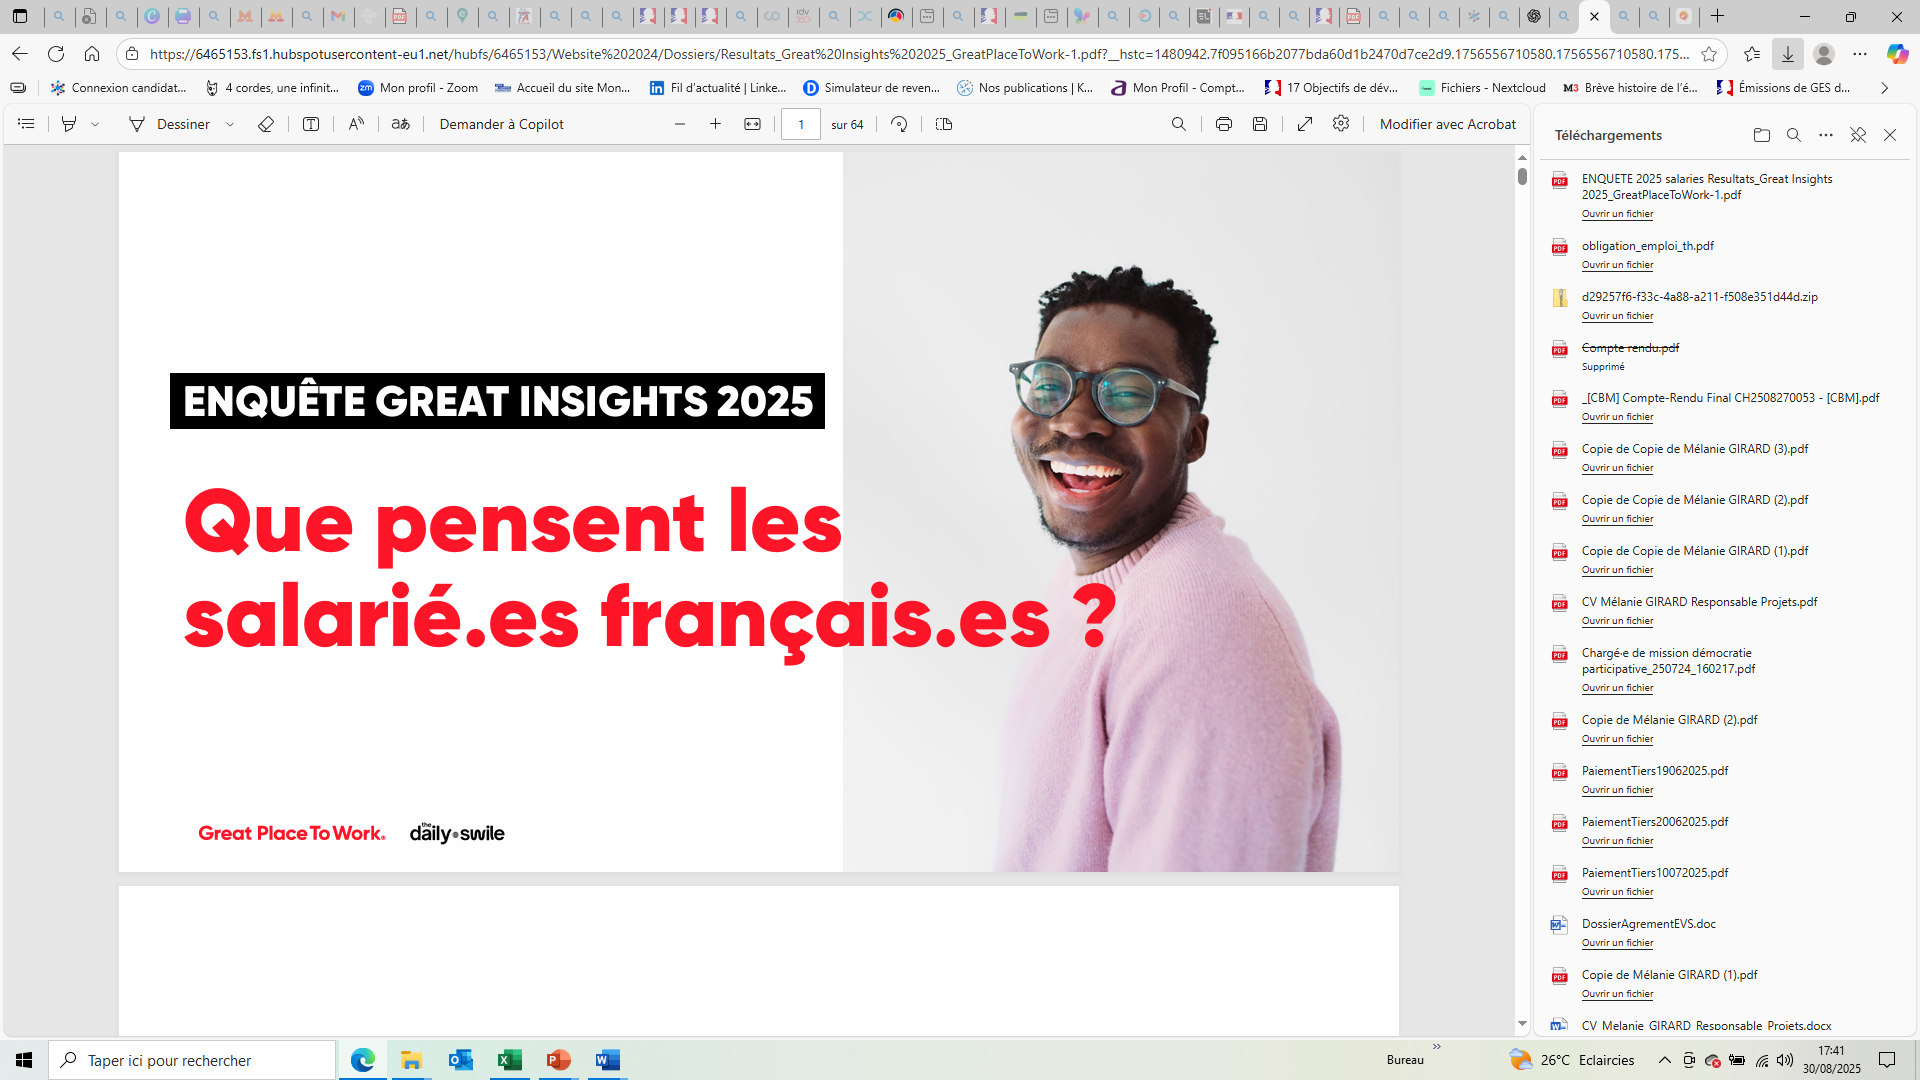 https://6465153.fs1.hubspotusercontent-eu1.net/hubfs/6465153/Website%202024/Dossiers/Resultats_Great%20Insights%202025_GreatPlaceToWork-1.pdf?__hstc=1480942.7f095166b2077bda60d1b2470d7ce2d9.1756556710580.1756556710580.175...
Connexion candidat...
4 cordes, une infinit...
Mon profil - Zoom
Accueil du site Mon...
Fil d'actualité | Linke...
Simulateur de reven...
Nos publications | K...
Mon Profil - Compt...
17 Objectifs de dév...
Fichiers - Nextcloud
Brève histoire de l'é...
Émissions de GES d...
Dessiner
Demander à Copilot
1 sur 64
Modifier avec Acrobat
ENQUÊTE GREAT INSIGHTS 2025
Que pensent les
salarié.es français.es ?
Great Place To Work.
the daily swile
Téléchargements
ENQUETE 2025 salaries Resultats_Great Insights
2025_GreatPlaceToWork-1.pdf
Ouvrir un fichier
obligation_emploi_th.pdf
Ouvrir un fichier
d29257f6-f33c-4a88-a211-f508e351d44d.zip
Ouvrir un fichier
Compte rendu.pdf
Supprimé
_[CBM] Compte-Rendu Final CH2508270053 - [CBM].pdf
Ouvrir un fichier
Copie de Copie de Mélanie GIRARD (3).pdf
Ouvrir un fichier
Copie de Copie de Mélanie GIRARD (2).pdf
Ouvrir un fichier
Copie de Copie de Mélanie GIRARD (1).pdf
Ouvrir un fichier
CV Mélanie GIRARD Responsable Projets.pdf
Ouvrir un fichier
Chargé·e de mission démocratie
participative_250724_160217.pdf
Ouvrir un fichier
Copie de Mélanie GIRARD (2).pdf
Ouvrir un fichier
PaiementTiers19062025.pdf
Ouvrir un fichier
PaiementTiers20062025.pdf
Ouvrir un fichier
PaiementTiers10072025.pdf
Ouvrir un fichier
DossierAgrementEVS.doc
Ouvrir un fichier
Copie de Mélanie GIRARD (1).pdf
Ouvrir un fichier
CV Melanie GIRARD Responsable Projets.docx
Taper ici pour rechercher
Bureau
26°C Eclaircies
17:41
30/08/2025